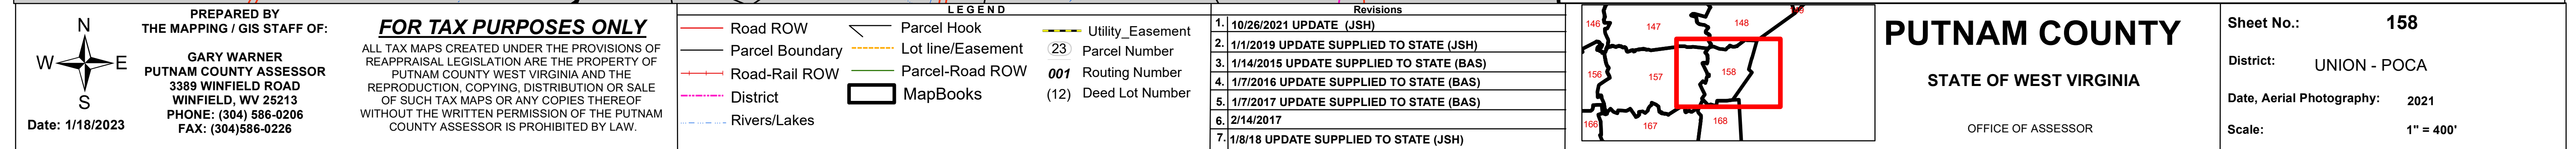 N
W E
S
Date: 1/18/2023
PREPARED BY
THE MAPPING / GIS STAFF OF:
GARY WARNER
PUTNAM COUNTY ASSESSOR
3389 WINFIELD ROAD
WINFIELD, WV 25213
PHONE: (304) 586-0206
FAX: (304)586-0226
FOR TAX PURPOSES ONLY
ALL TAX MAPS CREATED UNDER THE PROVISIONS OF
REAPPRAISAL LEGISLATION ARE THE PROPERTY OF
PUTNAM COUNTY WEST VIRGINIA AND THE
REPRODUCTION, COPYING, DISTRIBUTION OR SALE
OF SUCH TAX MAPS OR ANY COPIES THEREOF
WITHOUT THE WRITTEN PERMISSION OF THE PUTNAM
COUNTY ASSESSOR IS PROHIBITED BY LAW.
LEGEND
Road ROW
Parcel Boundary
Road-Rail ROW
District
Rivers/Lakes
Parcel Hook
Lot line/Easement
Parcel-Road ROW
MapBooks
Utility_Easement
23 Parcel Number
001 Routing Number
(12) Deed Lot Number
Revisions
1. 10/26/2021 UPDATE (JSH)
2. 1/1/2019 UPDATE SUPPLIED TO STATE (JSH)
3. 1/14/2015 UPDATE SUPPLIED TO STATE (BAS)
4. 1/7/2016 UPDATE SUPPLIED TO STATE (BAS)
5. 1/7/2017 UPDATE SUPPLIED TO STATE (BAS)
6. 2/14/2017
7. 1/8/18 UPDATE SUPPLIED TO STATE (JSH)
146 147 148
156 157 158
166 167 168
PUTNAM COUNTY
STATE OF WEST VIRGINIA
OFFICE OF ASSESSOR
Sheet No.: 158
District: UNION - POCA
Date, Aerial Photography: 2021
Scale: 1" = 400'